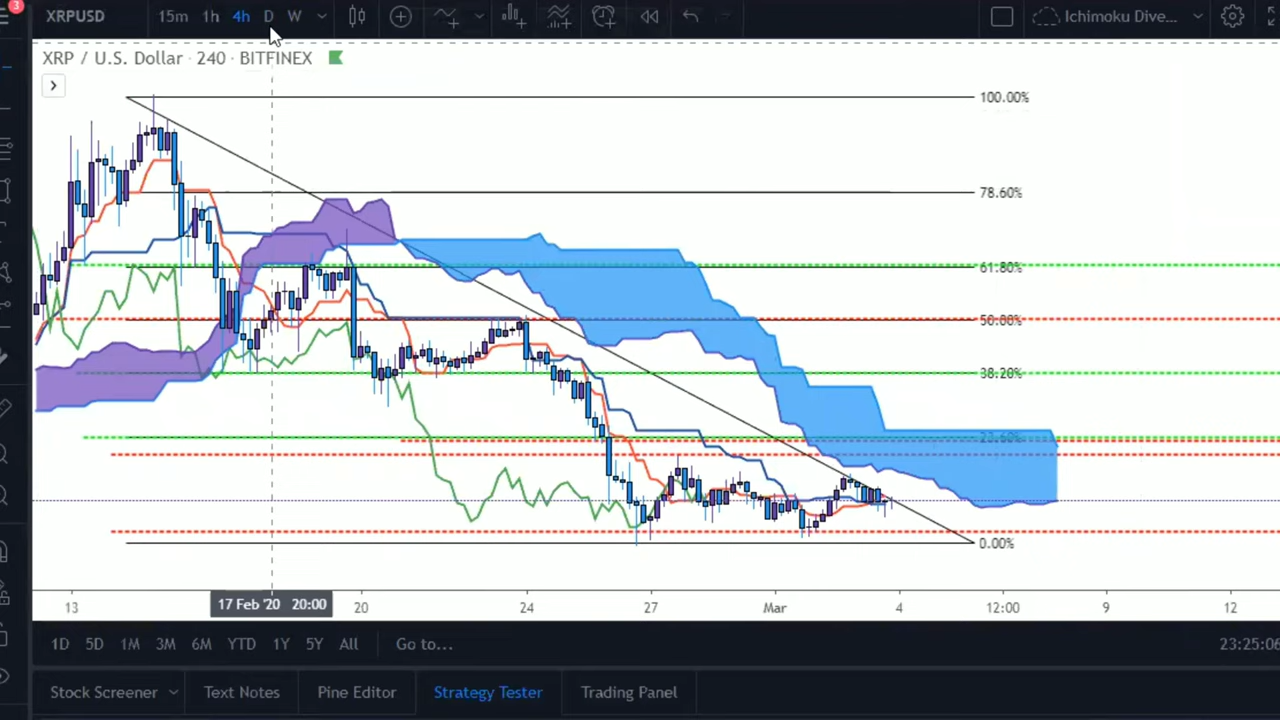 3
XRPUSD 15m 1h 4h D W Ichimoku Dive...
XRP / U.S. Dollar · 240 · BITFINEX
100.00%
78.60%
61.80%
50.00%
38.20%
23.60%
0.00%
13 17 Feb '20 20:00 20 24 27 Mar 4 12:00 9 12
1D 5D 1M 3M 6M YTD 1Y 5Y All Go to... 23:25:06
Stock Screener Text Notes Pine Editor Strategy Tester Trading Panel